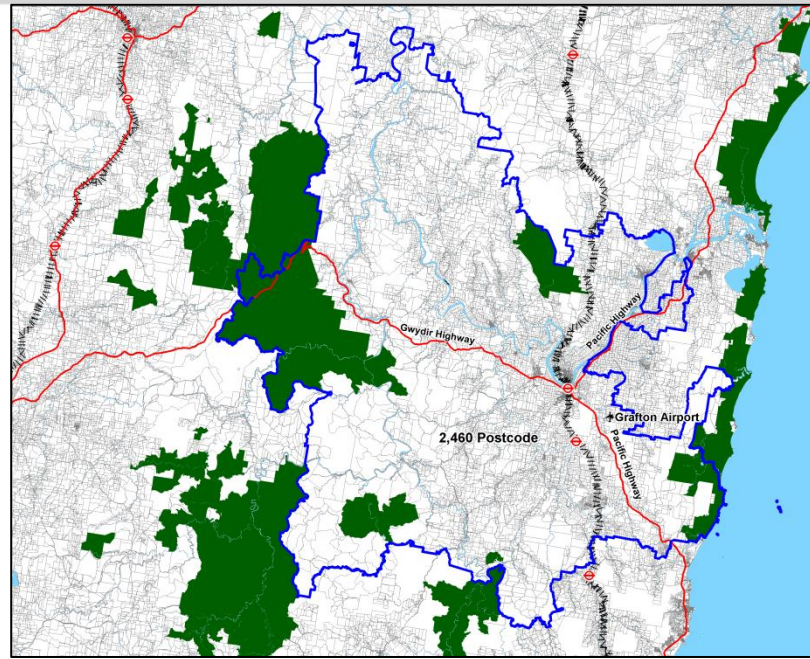 Pacific Highway
Gwydir Highway
Grafton Airport
2,460 Postcode
Pacific Highway